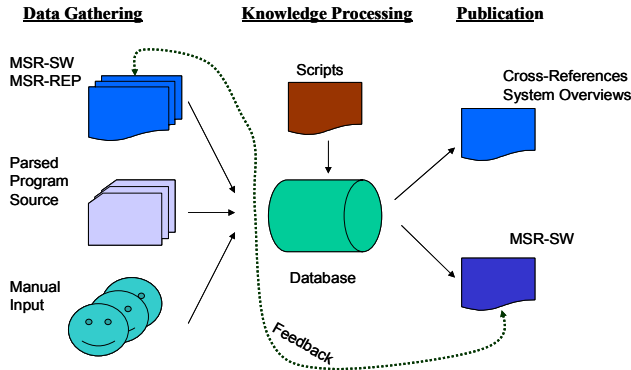 Data Gathering
Knowledge Processing
Publication
MSR-SW
MSR-REP
Parsed
Program
Source
Manual
Input
Scripts
Database
Feedback
Cross-References
System Overviews
MSR-SW